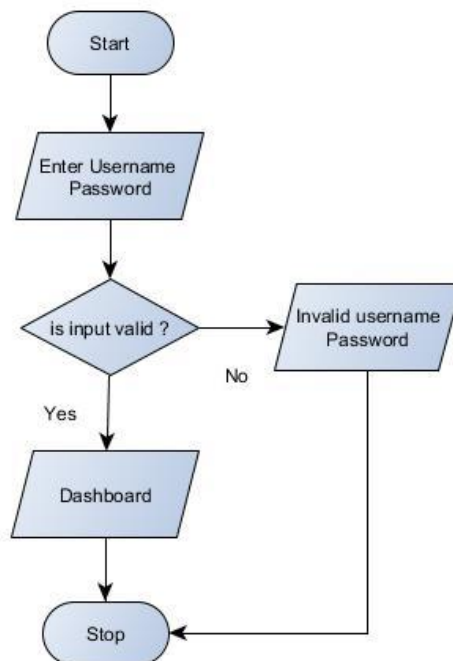 Start
Enter Username
Password
is input valid ?
Invalid username
Password
No
Yes
Dashboard
Stop